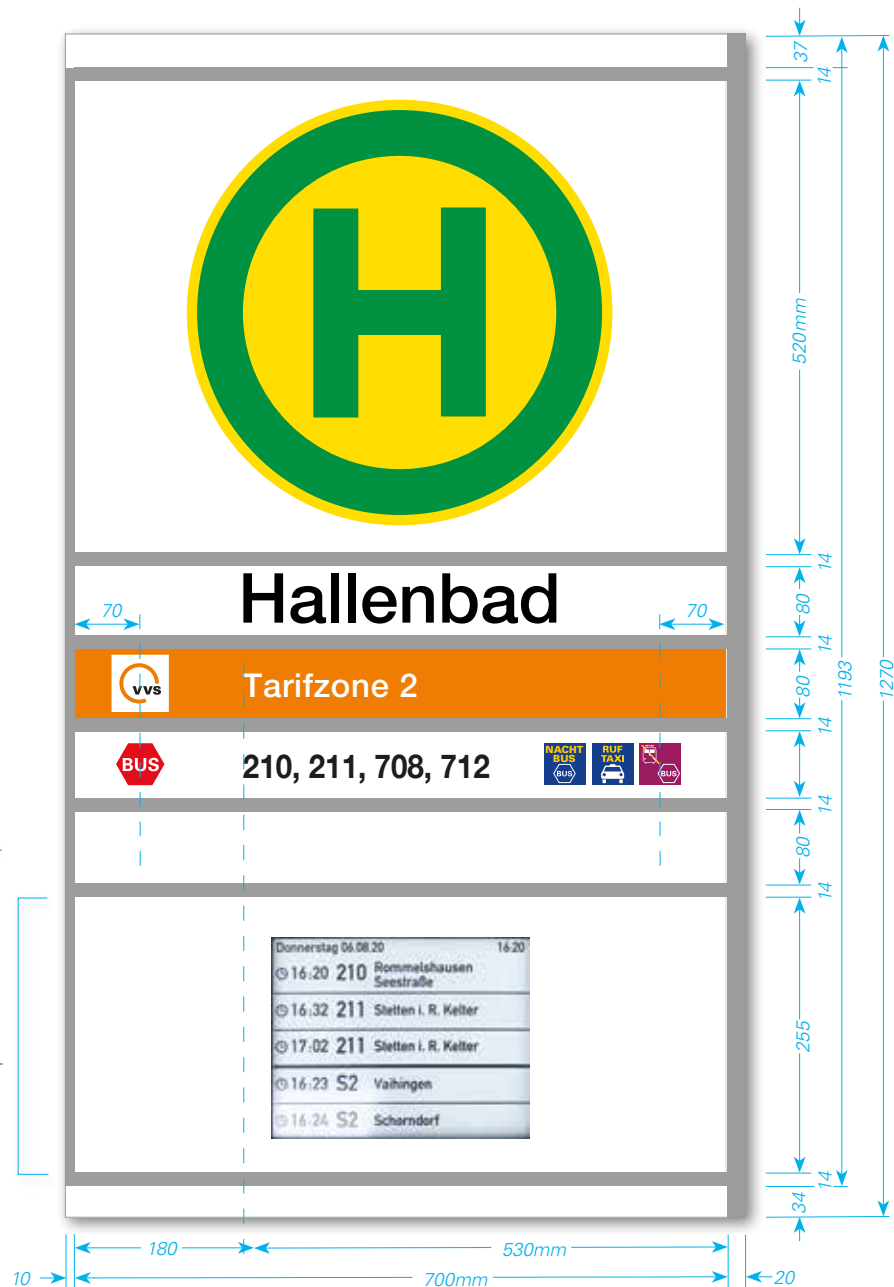 37
14
H
520mm
14
Hallenbad
70
70
80
14
VVS
Tarifzone 2
80
1193
1270
14
BUS
210, 211, 708, 712
NACHT
BUS
BUS
RUF
TAXI
BUS
14
80
14
Donnerstag 06.08.20 16:20
16:20 210 Rommelshausen
Seestraße
16:32 211 Stetten i. R. Kelter
17:02 211 Stetten i. R. Kelter
16:23 S2 Vaihingen
16:24 S2 Schorndorf
255
14
34
180
530mm
10
700mm
20